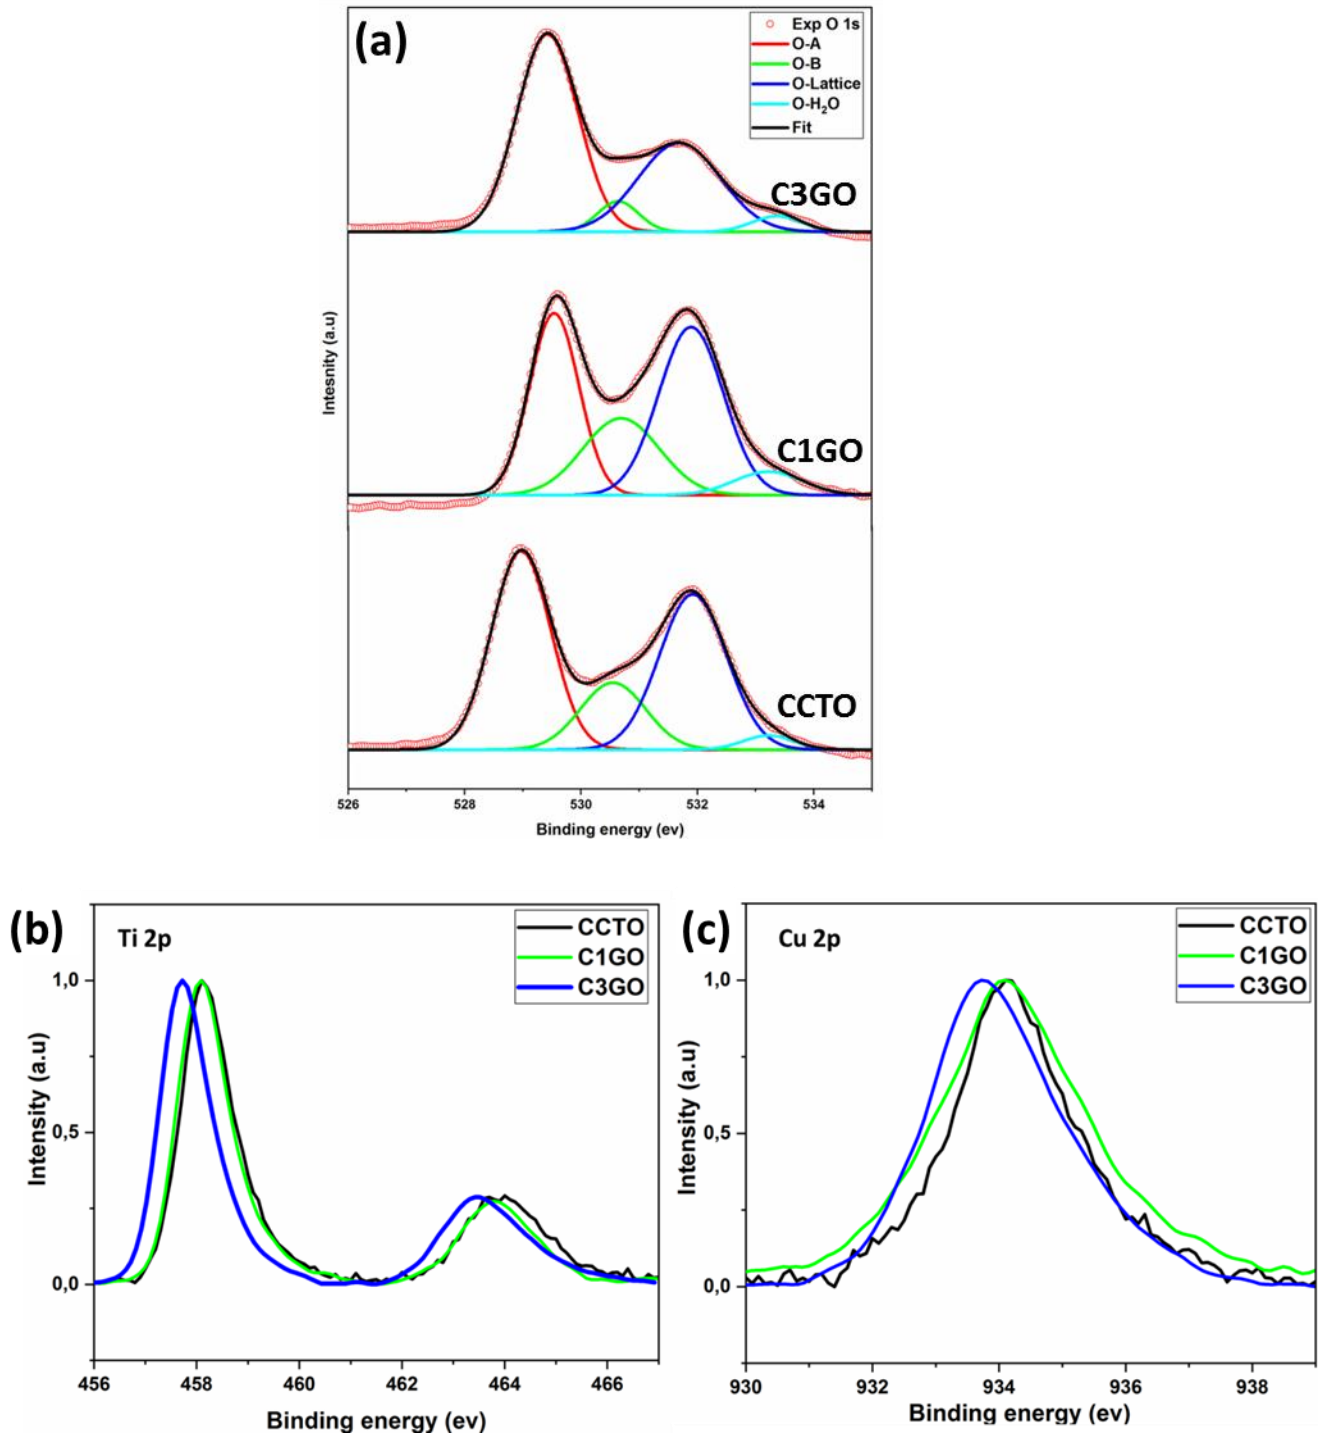 (a)
Exp O 1s
O-A
O-B
O-Lattice
O-H₂O
Fit
C3GO
C1GO
CCTO
Intesnity (a.u)
526 528 530 532 534
Binding energy (ev)
(b)
Ti 2p
CCTO
C1GO
C3GO
1,0
0,5
0,0
Intensity (a.u)
456 458 460 462 464 466
Binding energy (ev)
(c)
Cu 2p
CCTO
C1GO
C3GO
1,0
0,5
0,0
Intensity (a.u)
930 932 934 936 938
Binding energy (ev)